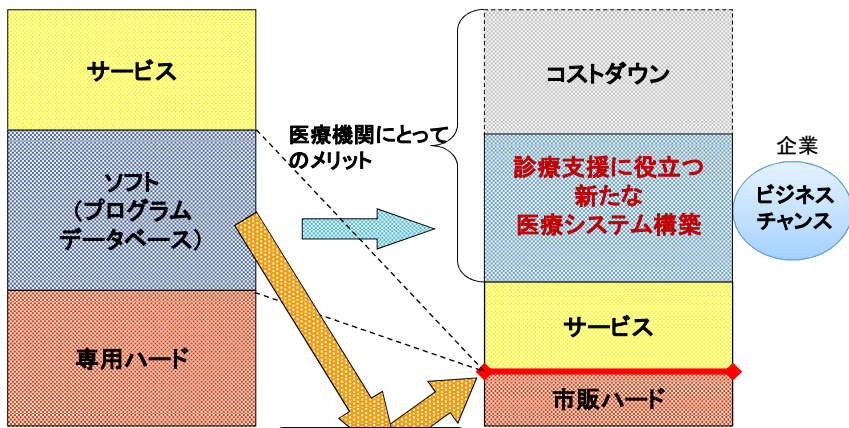 サービス
ソフト
(プログラム
データベース)
専用ハード
医療機関にとって
のメリット
コストダウン
診療支援に役立つ
新たな
医療システム構築
サービス
市販ハード
企業
ビジネス
チャンス